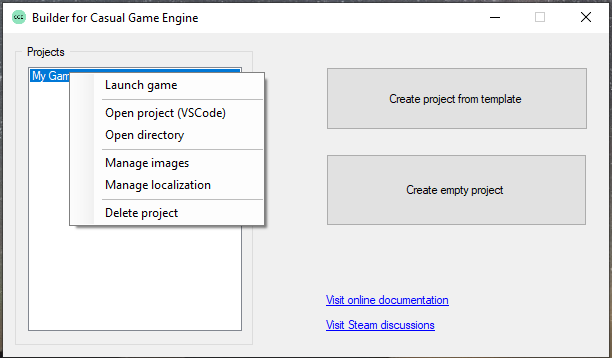 Builder for Casual Game Engine
Projects
My Gam
Launch game
Open project (VSCode)
Open directory
Manage images
Manage localization
Delete project
Create project from template
Create empty project
Visit online documentation
Visit Steam discussions